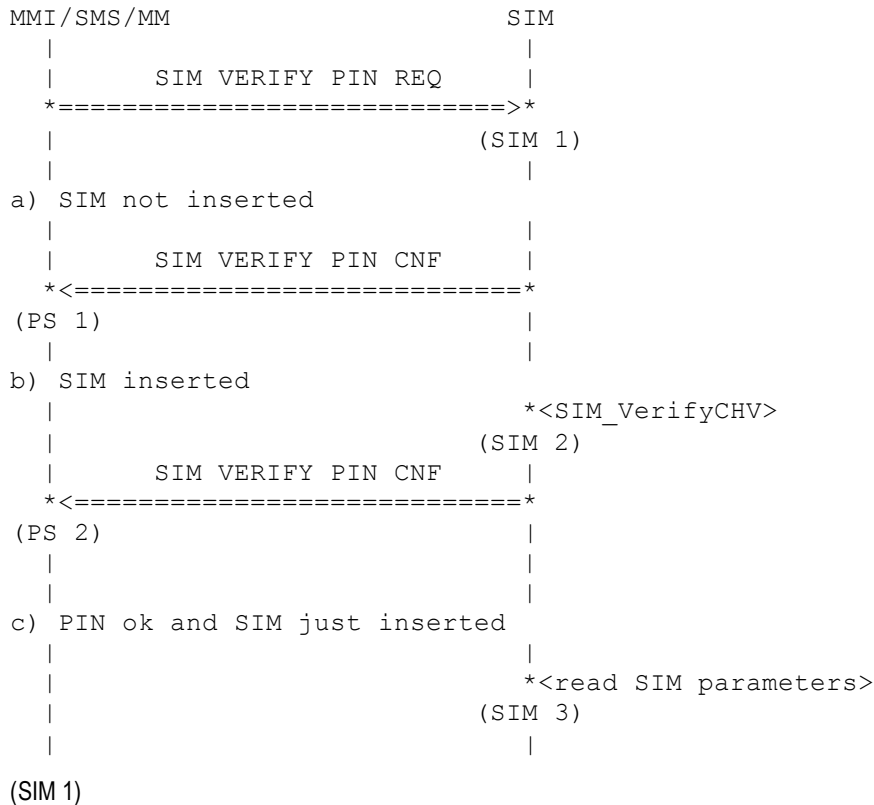 MMI/SMS/MM SIM
| |
| SIM VERIFY PIN REQ |
*============================>*
| (SIM 1)
| |
a) SIM not inserted
| |
| SIM VERIFY PIN CNF |
*<============================*
(PS 1) |
| |
b) SIM inserted
| *<SIM_VerifyCHV>
| (SIM 2)
| SIM VERIFY PIN CNF |
*<============================*
(PS 2) |
| |
| |
c) PIN ok and SIM just inserted
| |
| *<read SIM parameters>
| (SIM 3)
| |
(SIM 1)